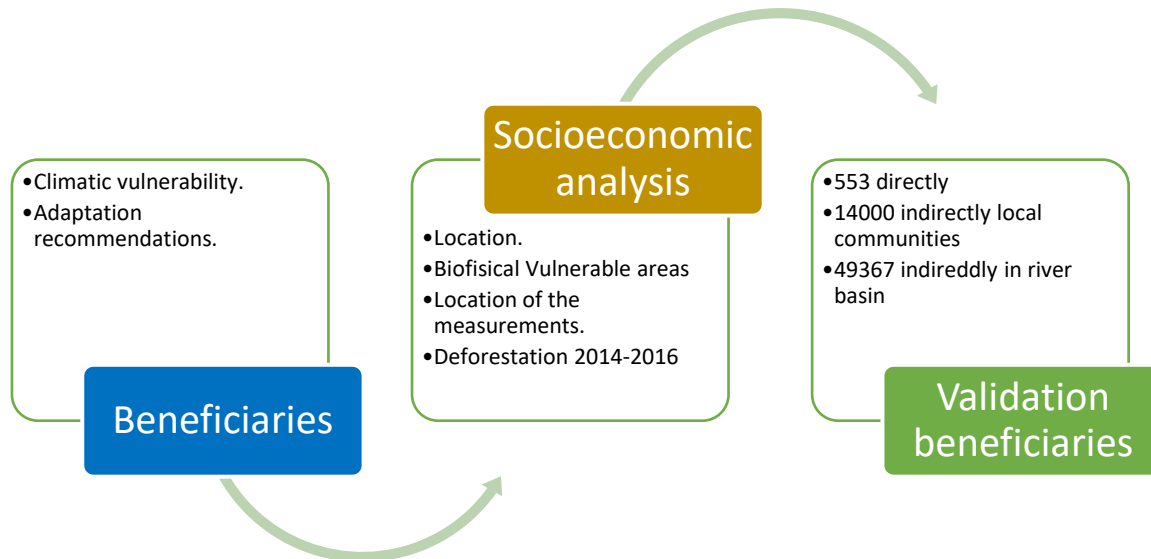 •Climatic vulnerability.
•Adaptation
recommendations.
Beneficiaries
Socioeconomic
analysis
•Location.
•Biofisical Vulnerable areas
•Location of the
measurements.
•Deforestation 2014-2016
•553 directly
•14000 indirectly local
communities
•49367 indireddly in river
basin
Validation
beneficiaries